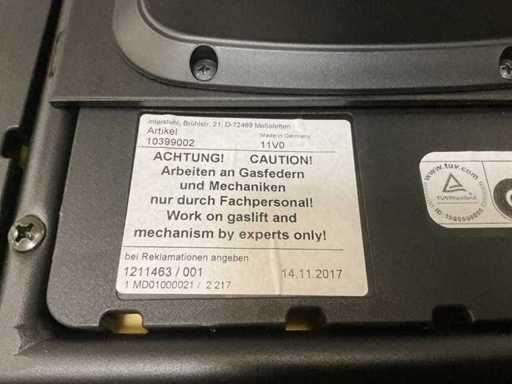 Interstuhl, Brühlstr. 21, D-72469 Meßstetten
Artikel Made in Germany
10399002 11V0
ACHTUNG! CAUTION!
Arbeiten an Gasfedern
und Mechaniken
nur durch Fachpersonal!
Work on gaslift and
mechanism by experts only!
bei Reklamationen angeben
1211463 / 001 14.11.2017
1 MD01000021 / 2 217
www.tuv.com
TÜVRheinland